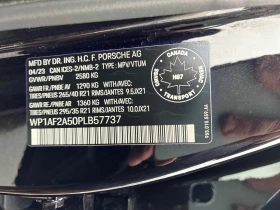 MFD BY DR. ING. H.C. F. PORSCHE AG
04/23 CAN ICES-2/NMB-2 TYPE: MPV/VTUM
GVWR/PNBV 2580 KG
GAWR FR/PNBE AV 1290 KG WITH/AVEC:
TIRES/PNEUS 265/40 R21 RIMS/JANTES 9.5JX21
GAWR RR/PNBE AR 1360 KG WITH/AVEC:
TIRES/PNEUS 295/35 R21 RIMS/JANTES 10.0JX21
WP1AF2A50PLB57737
CANADA
N87
TRANSPORT